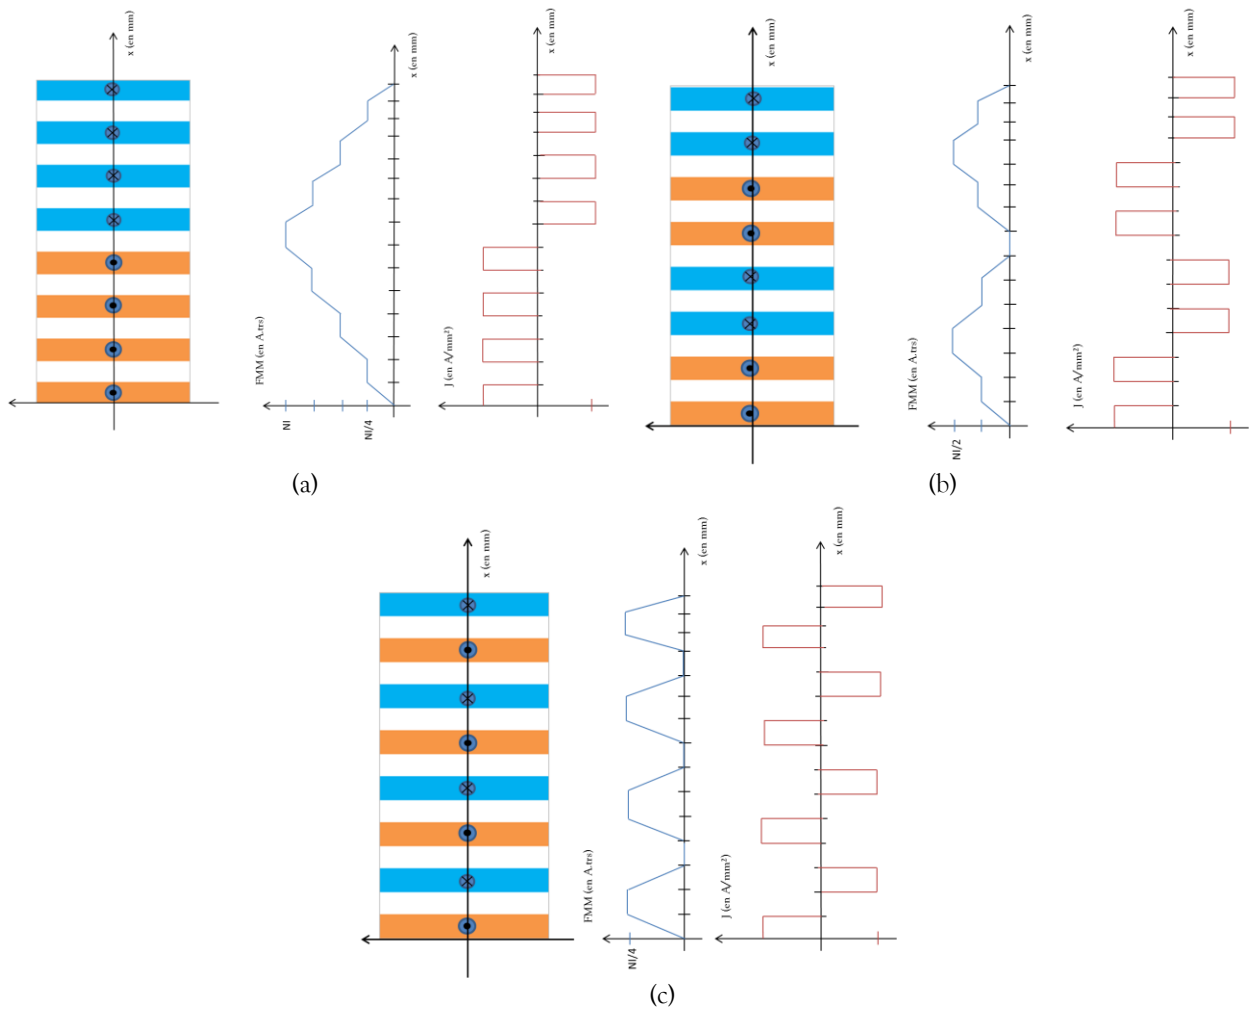 x (en mm)
FMM (en A.trs)
NI
NI/4
x (en mm)
J (en A/mm²)
x (en mm)
(a)
x (en mm)
FMM (en A.trs)
NI/2
x (en mm)
J (en A/mm²)
x (en mm)
(b)
x (en mm)
FMM (en A.trs)
NI/4
x (en mm)
J (en A/mm²)
x (en mm)
(c)